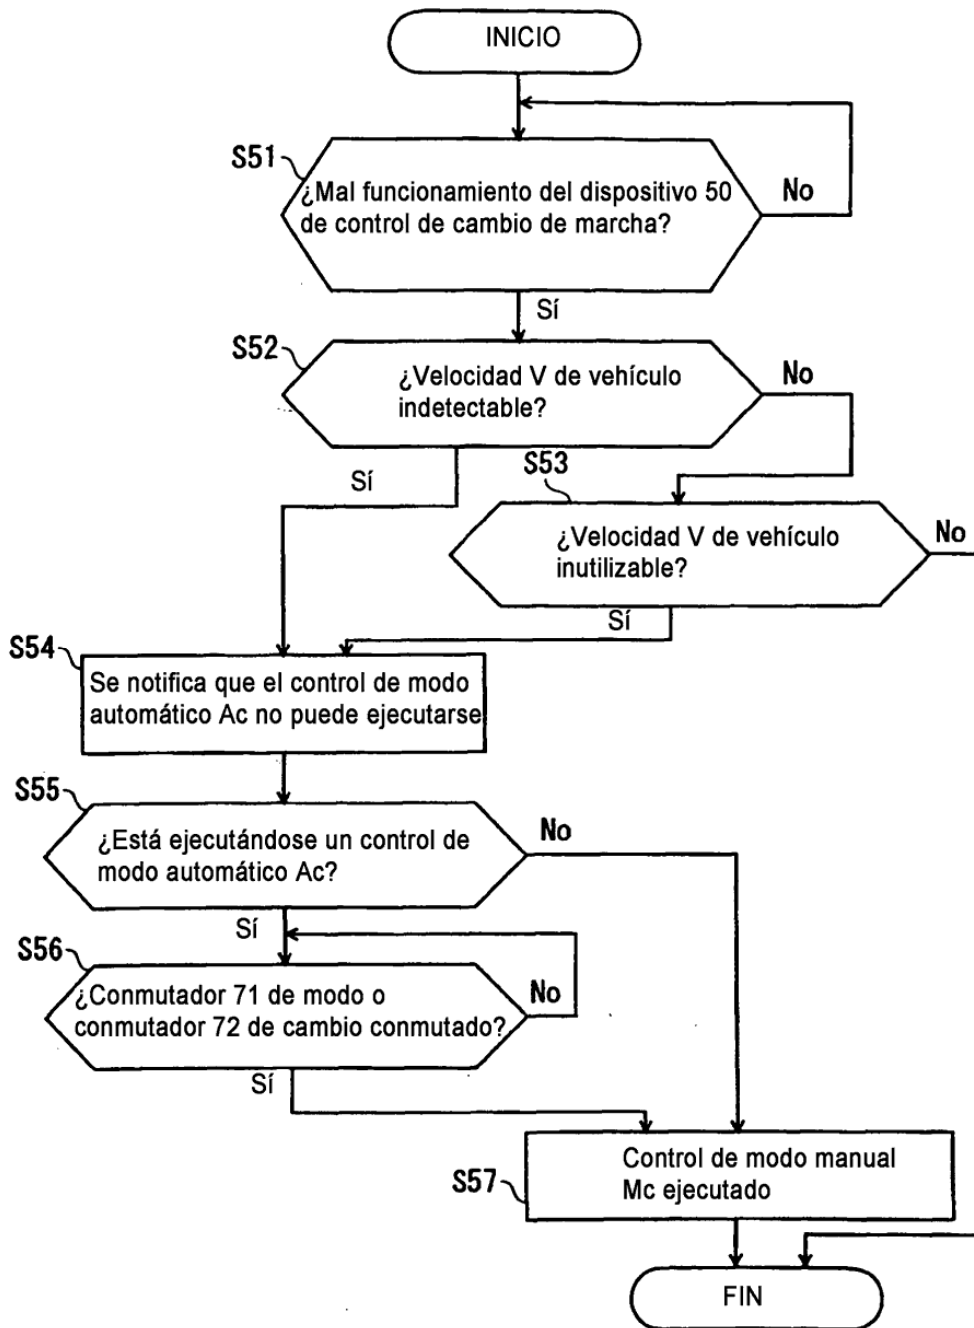 INICIO
S51
¿Mal funcionamiento del dispositivo 50
de control de cambio de marcha?
No
Sí
S52
¿Velocidad V de vehículo
indetectable?
No
Sí
S53
¿Velocidad V de vehículo
inutilizable?
No
Sí
S54
Se notifica que el control de modo
automático Ac no puede ejecutarse
S55
¿Está ejecutándose un control de
modo automático Ac?
No
Sí
S56
¿Conmutador 71 de modo o
conmutador 72 de cambio conmutado?
No
Sí
S57
Control de modo manual
Mc ejecutado
FIN